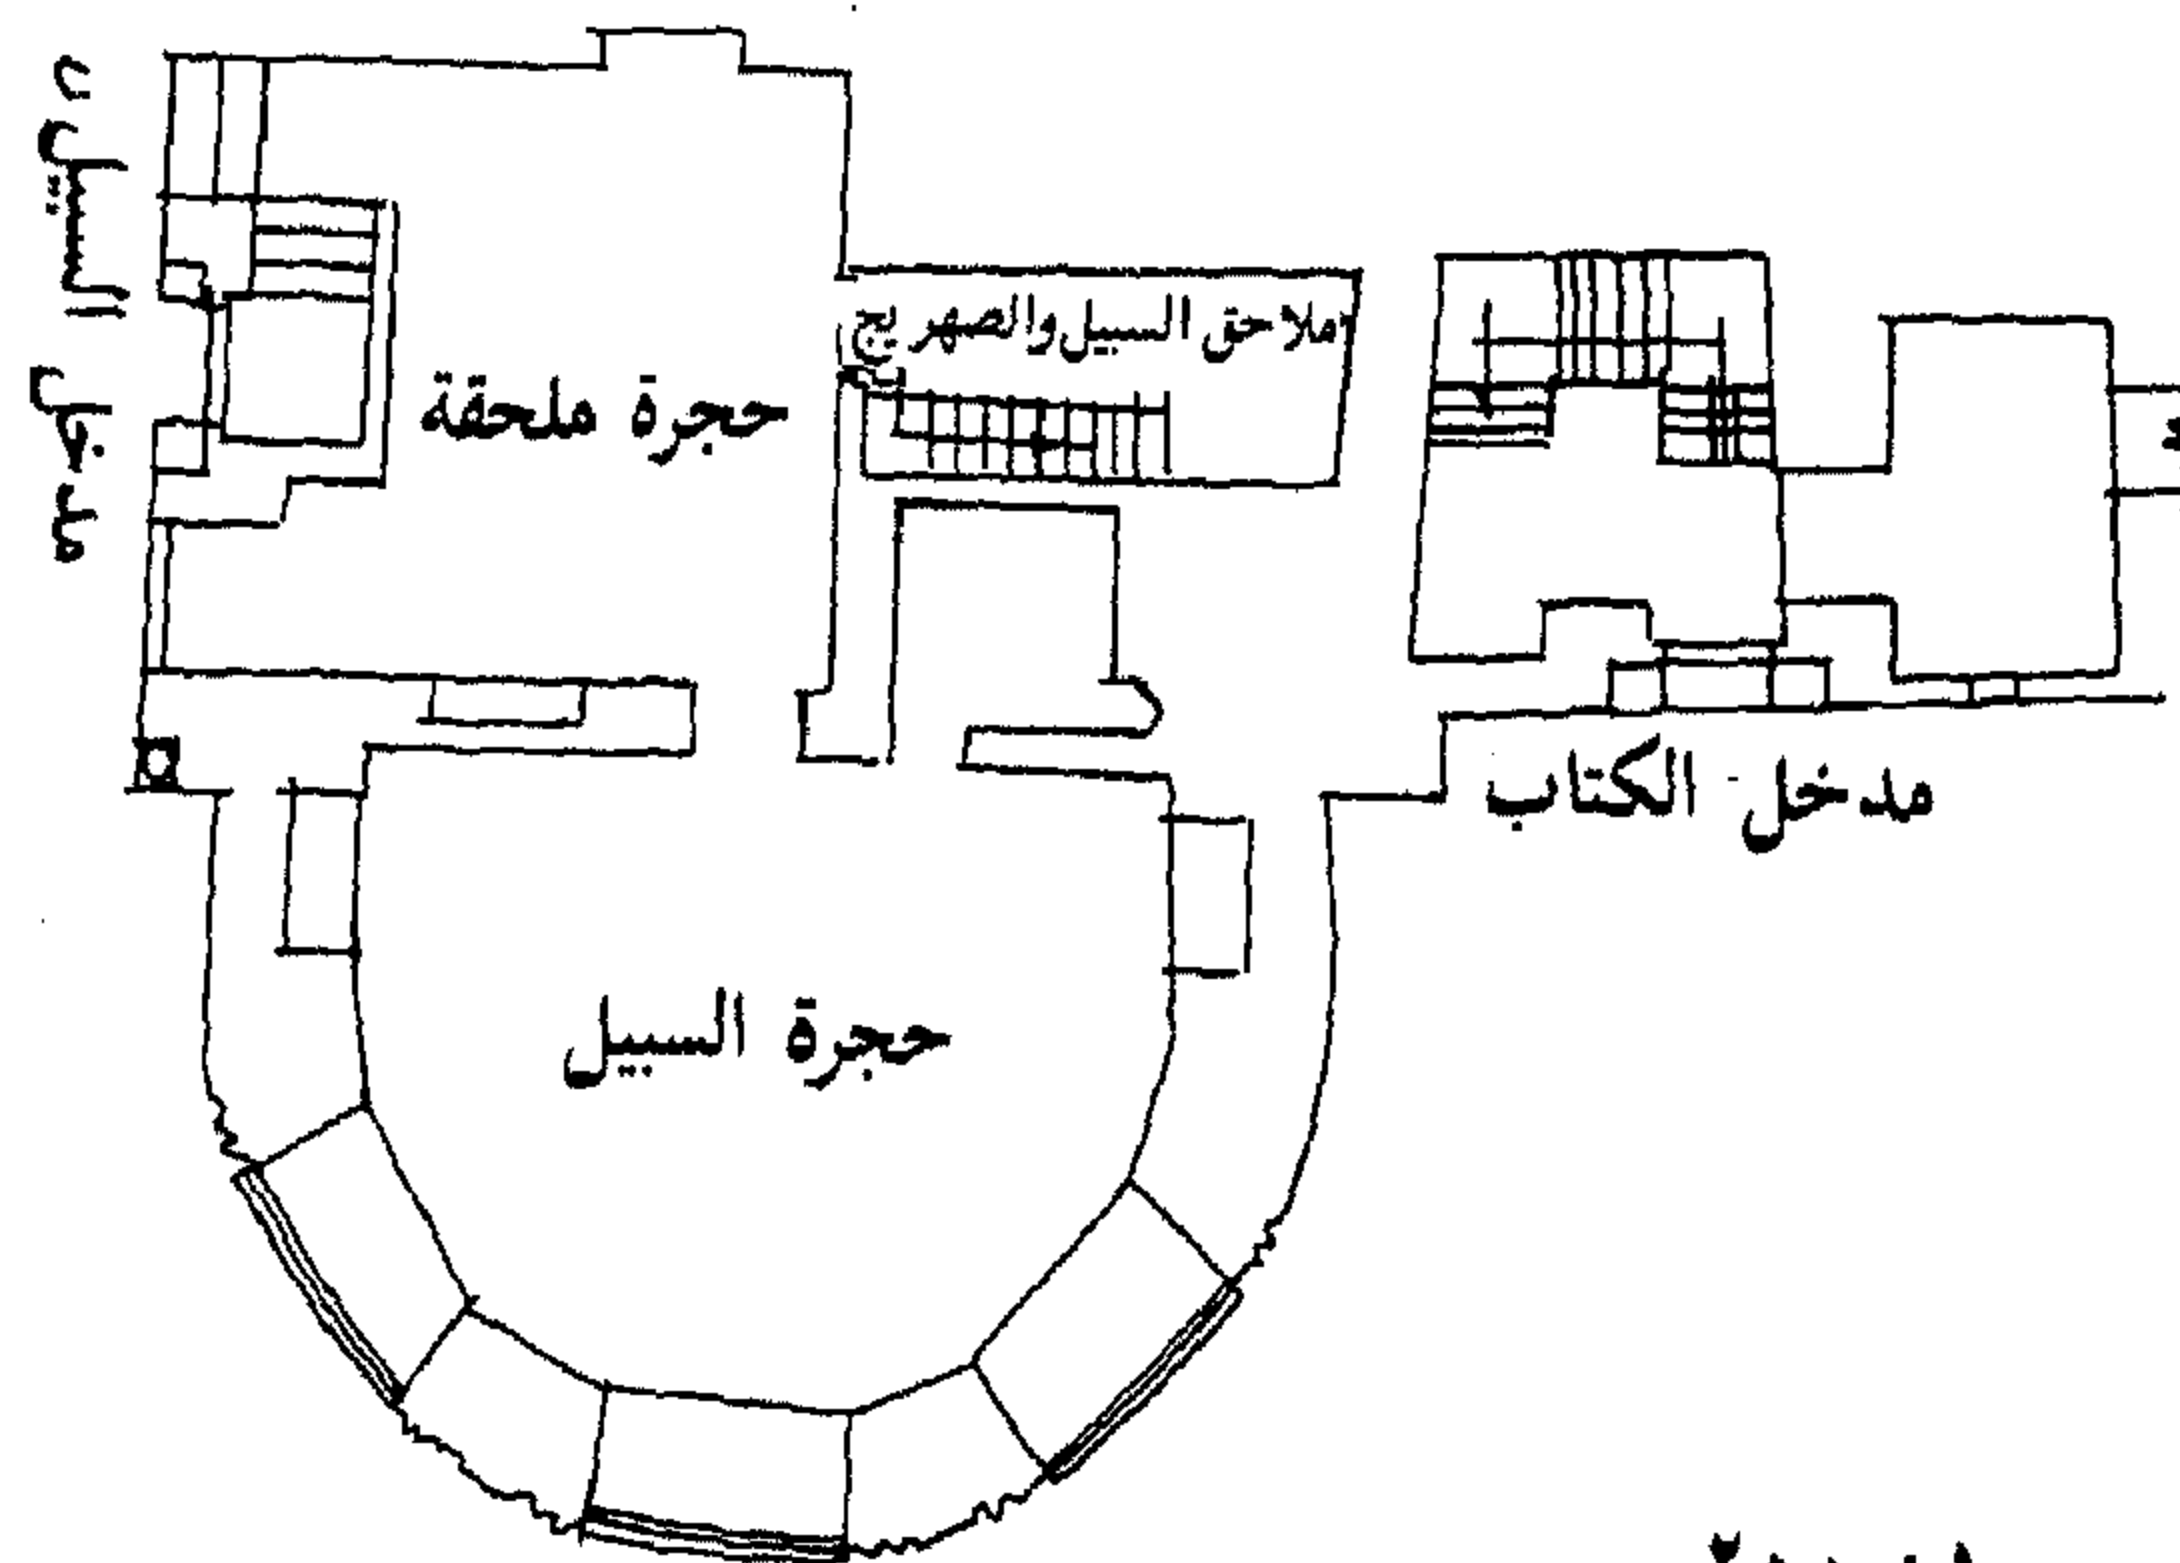 ملاحق السبيل والصهريج
حجرة ملحقة
مدخل السبيل
مدخل الكتاب
حجرة السبيل